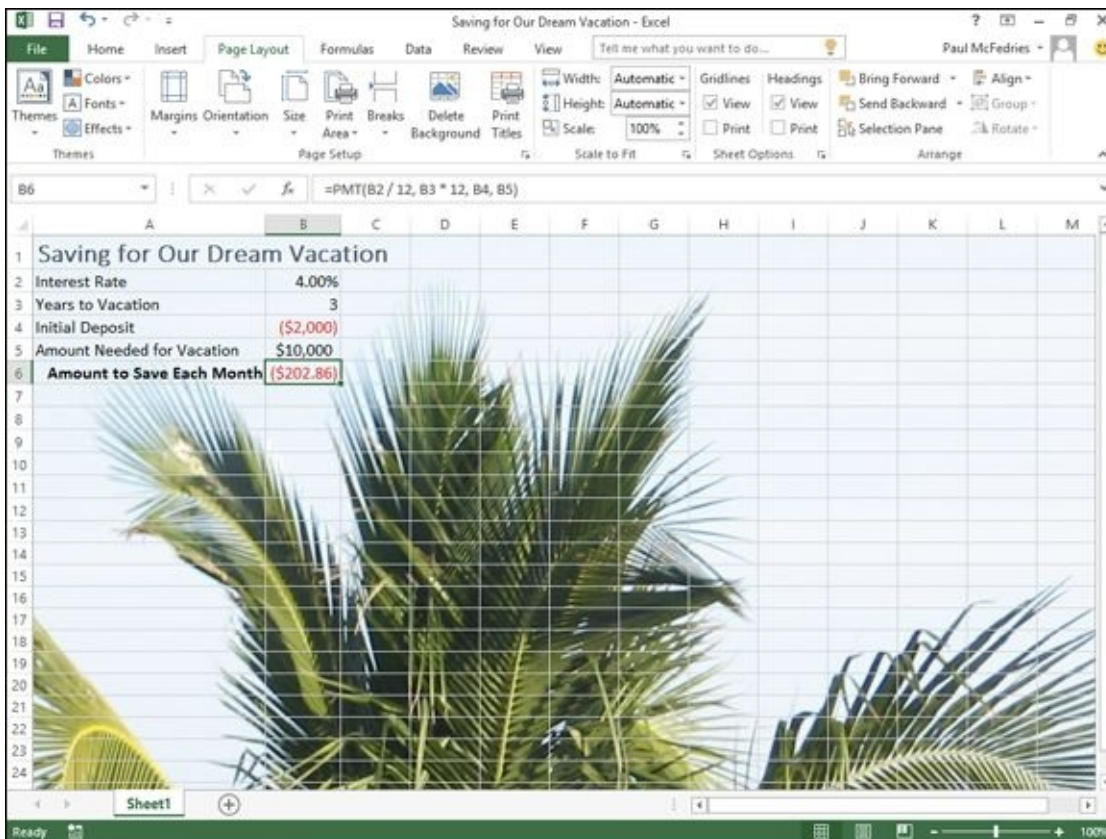 Saving for Our Dream Vacation - Excel
?
File Home Insert Page Layout Formulas Data Review View Tell me what you want to do... Paul McFedries
Colors
Fonts
Effects
Themes
Margins Orientation Size Print Area Breaks Delete Background Print Titles
Width: Automatic
Height: Automatic
Scale: 100%
Gridlines Headings
View View
Print Print
Bring Forward Align
Send Backward Group
Selection Pane Rotate
Themes Page Setup Scale to Fit Sheet Options Arrange
B6 fx =PMT(B2 / 12, B3 * 12, B4, B5)
A B C D E F G H I J K L M
1 Saving for Our Dream Vacation
2 Interest Rate 4.00%
3 Years to Vacation 3
4 Initial Deposit ($2,000)
5 Amount Needed for Vacation $10,000
6 Amount to Save Each Month ($202.86)
7
8
9
10
11
12
13
14
15
16
17
18
19
20
21
22
23
24
Sheet1
Ready 100%